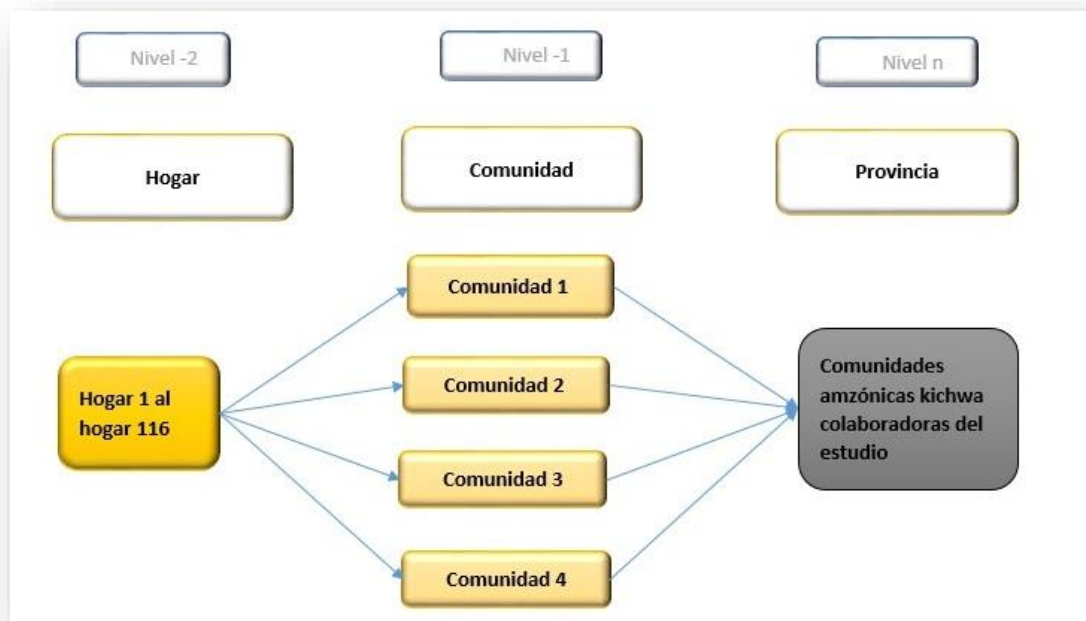 Nivel -2
Nivel -1
Nivel n
Hogar
Comunidad
Provincia
Comunidad 1
Comunidad 2
Comunidad 3
Comunidad 4
Hogar 1 al
hogar 116
Comunidades
amzónicas kichwa
colaboradoras del
estudio